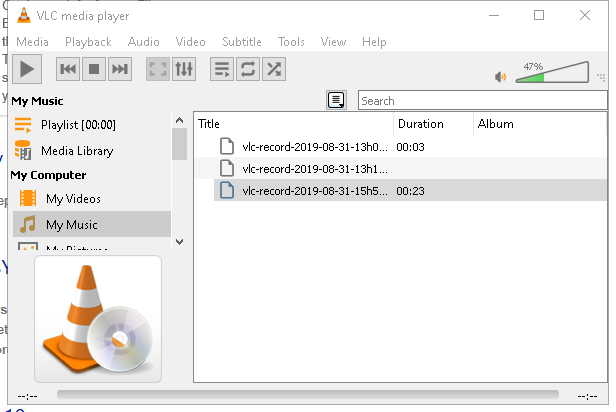 VLC media player
Media Playback Audio Video Subtitle Tools View Help
47%
My Music
Search
Playlist [00:00]
Media Library
My Computer
My Videos
My Music
My Pictures
Title Duration Album
vlc-record-2019-08-31-13h0... 00:03
vlc-record-2019-08-31-13h1...
vlc-record-2019-08-31-15h5... 00:23
--:-- --:--